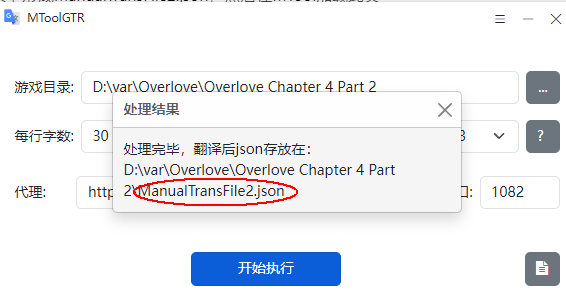 MToolGTR
游戏目录: D:\var\Overlove\Overlove Chapter 4 Part 2 ...
处理结果
每行字数: 30 3 ?
处理完毕，翻译后json存放在：
D:\var\Overlove\Overlove Chapter 4 Part
2\ManualTransFile2.json
代理: http 口: 1082
开始执行